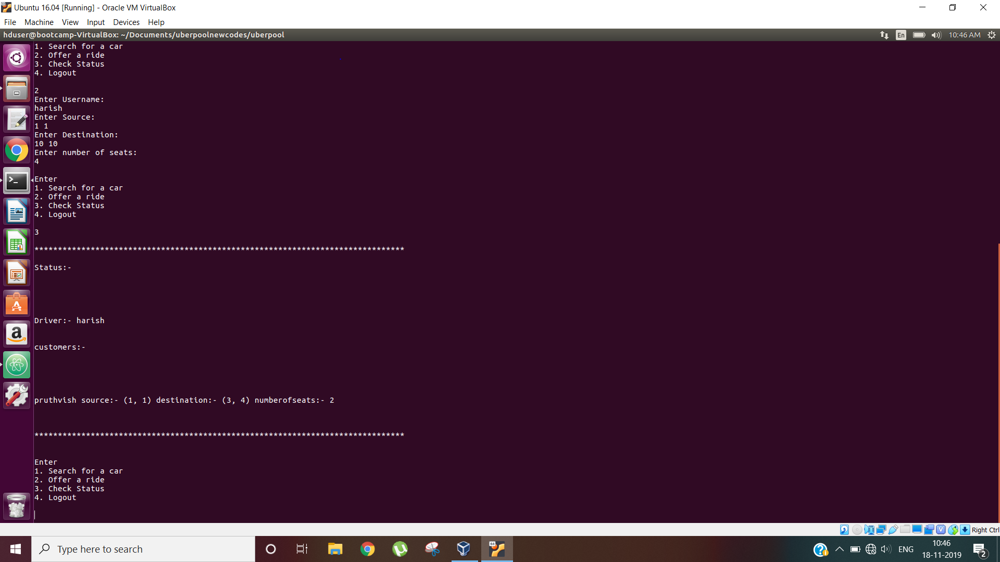 Ubuntu 16.04 [Running] - Oracle VM VirtualBox
File Machine View Input Devices Help
hduser@bootcamp-VirtualBox: ~/Documents/uberpoolnewcodes/uberpool En 10:46 AM
1. Search for a car
2. Offer a ride
3. Check Status
4. Logout
2
Enter Username:
harish
Enter Source:
1 1
Enter Destination:
10 10
Enter number of seats:
4
Enter
1. Search for a car
2. Offer a ride
3. Check Status
4. Logout
3
*******************************************************************************
Status:-
Driver:- harish
customers:-
pruthvish source:- (1, 1) destination:- (3, 4) numberofseats:- 2
*******************************************************************************
Enter
1. Search for a car
2. Offer a ride
3. Check Status
4. Logout
Right Ctrl
Type here to search
ENG
10:46
18-11-2019
2